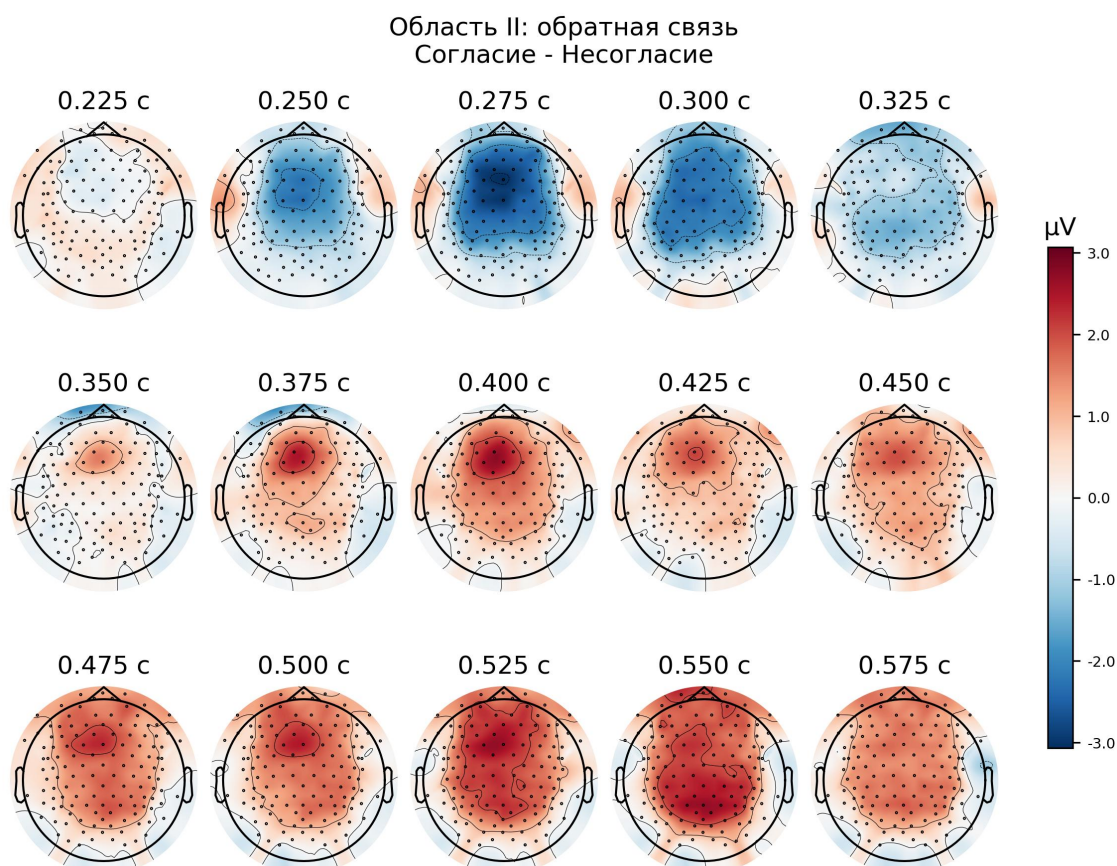 Область II: обратная связь
Согласие - Несогласие
0.225 с
0.250 с
0.275 с
0.300 с
0.325 с
0.350 с
0.375 с
0.400 с
0.425 с
0.450 с
0.475 с
0.500 с
0.525 с
0.550 с
0.575 с
μV
3.0
2.0
1.0
0.0
-1.0
-2.0
-3.0